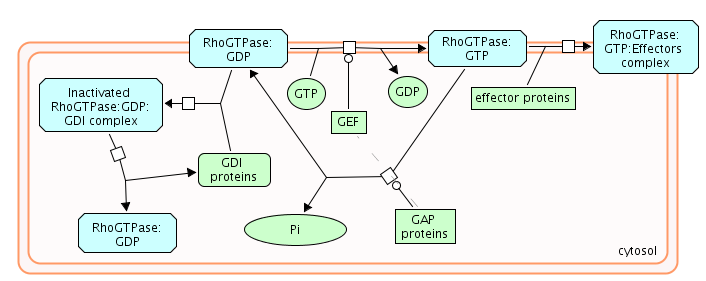 RhoGTPase:
GDP
RhoGTPase:
GTP
RhoGTPase:
GTP:Effectors
complex
Inactivated
RhoGTPase:GDP:
GDI complex
GTP
GDP
effector proteins
GEF
GDI
proteins
RhoGTPase:
GDP
Pi
GAP
proteins
cytosol